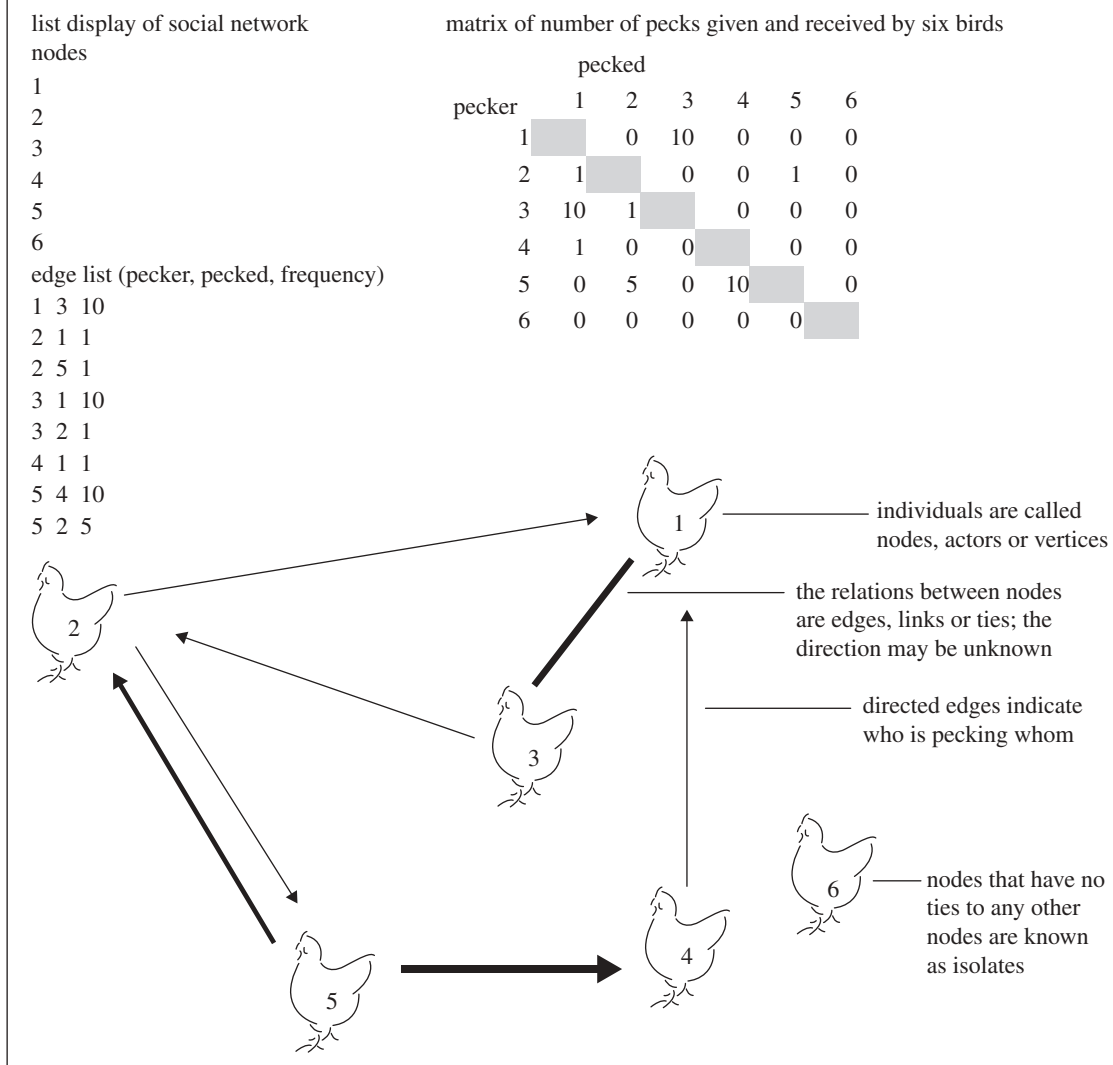 list display of social network
nodes
1
2
3
4
5
6
edge list (pecker, pecked, frequency)
1 3 10
2 1 1
2 5 1
3 1 10
3 2 1
4 1 1
5 4 10
5 2 5
matrix of number of pecks given and received by six birds
pecked
pecker 1 2 3 4 5 6
1 0 10 0 0 0
2 1 0 0 1 0
3 10 1 0 0 0
4 1 0 0 0 0
5 0 5 0 10 0
6 0 0 0 0 0
1
individuals are called
nodes, actors or vertices
2
the relations between nodes
are edges, links or ties; the
direction may be unknown
3
directed edges indicate
who is pecking whom
6
nodes that have no
ties to any other
nodes are known
as isolates
4
5